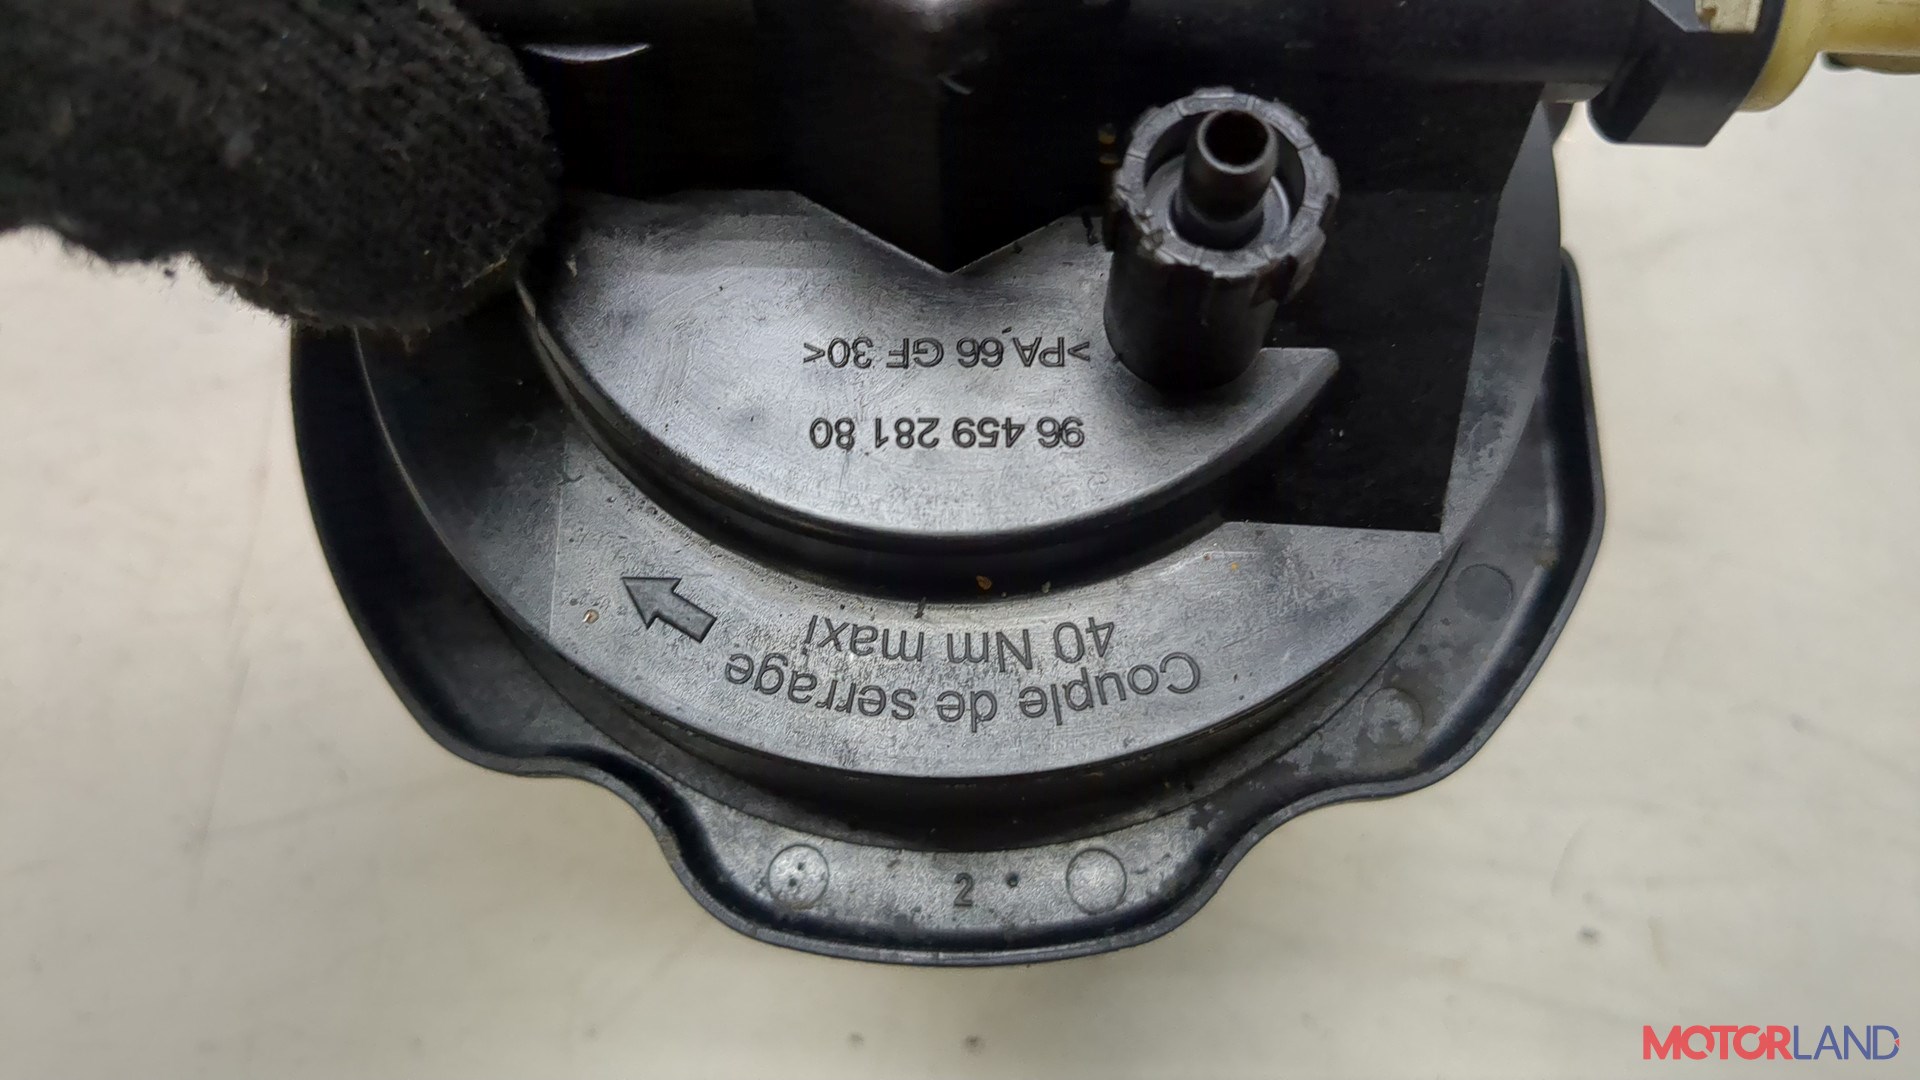 Couple de serrage
40 Nm maxi
96 459 281 80
>PA 66 GF 30<
2
MOTORLAND